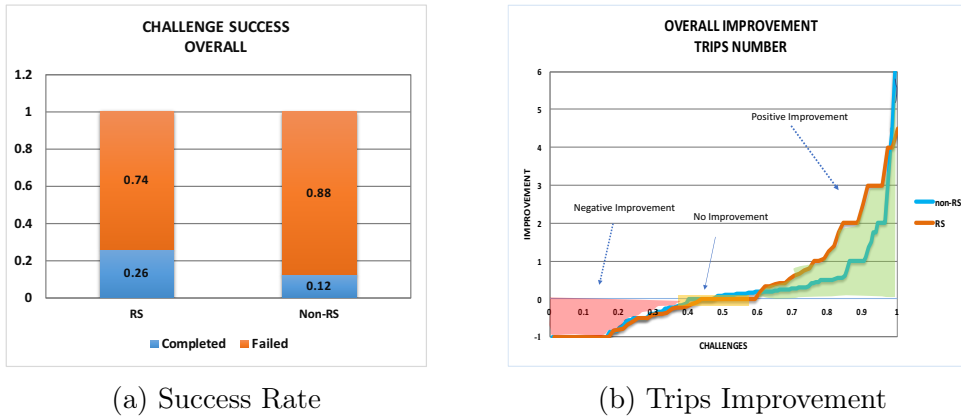 CHALLENGE SUCCESS
OVERALL
1.2
1
0.8
0.6
0.4
0.2
0
0.74
0.26
0.88
0.12
RS
Non-RS
Completed
Failed
(a) Success Rate
OVERALL IMPROVEMENT
TRIPS NUMBER
IMPROVEMENT
6
5
4
3
2
1
0
-1
Positive Improvement
Negative Improvement
No Improvement
0 0.1 0.2 0.3 0.4 0.5 0.6 0.7 0.8 0.9 1
CHALLENGES
non-RS
RS
(b) Trips Improvement